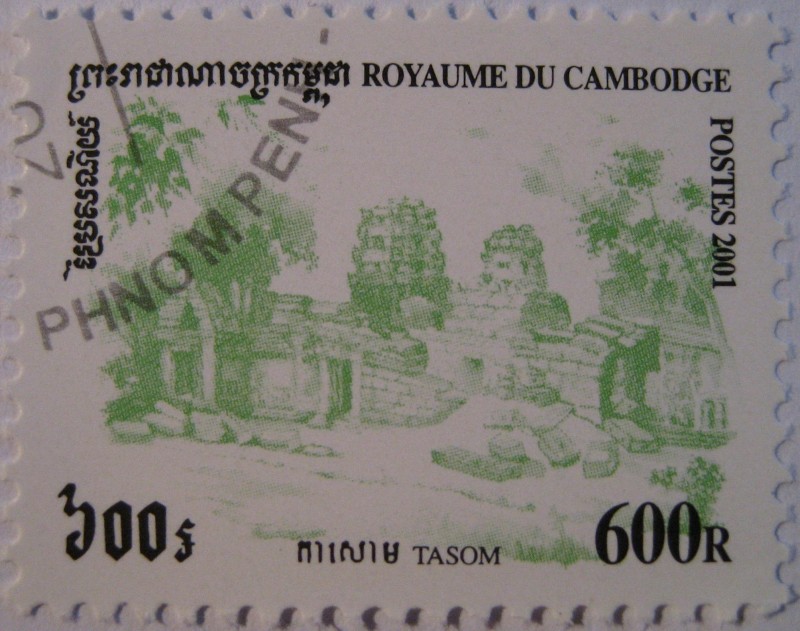 ព្រះរាជាណាចក្រកម្ពុជា ROYAUME DU CAMBODGE
ប្រៃសណីយ៍
POSTES 2001
PHNOM PENH
៦០០៛
តាសោម TASOM
600R